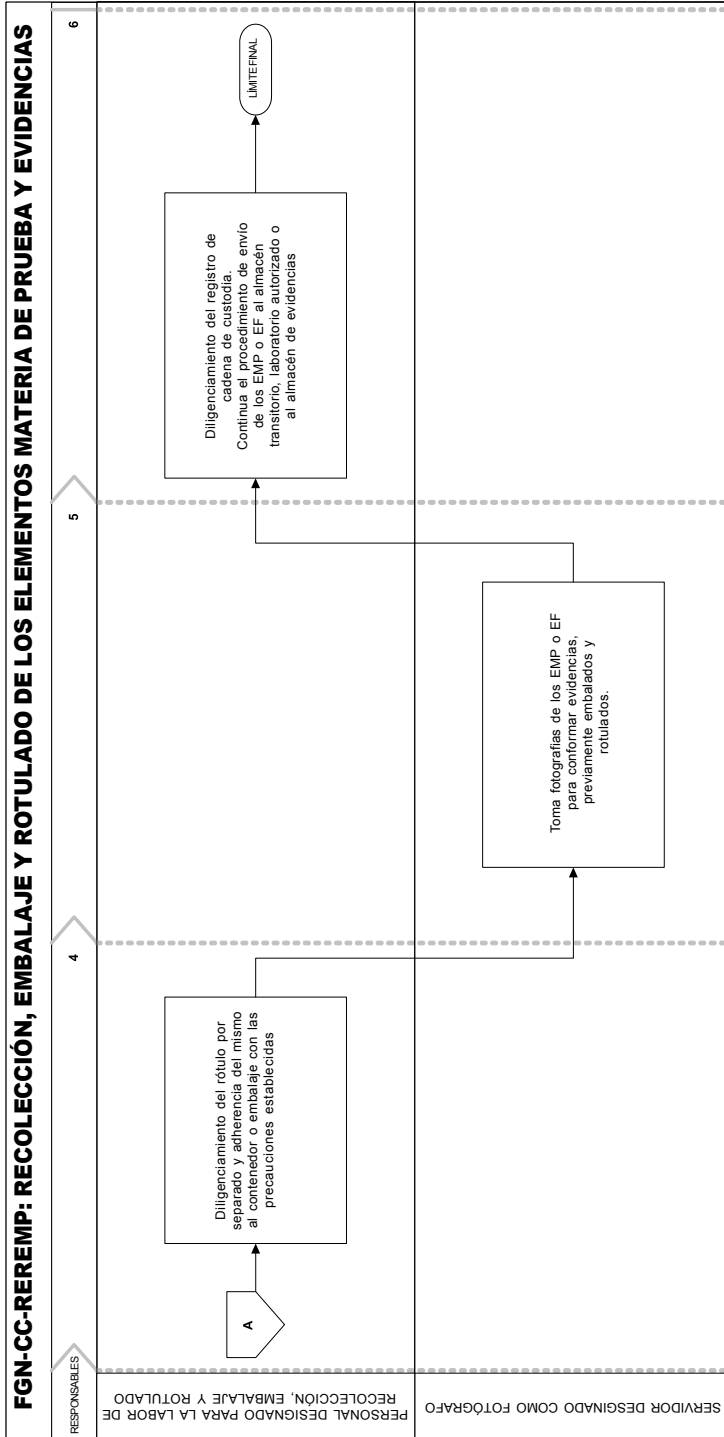 FGN-CC-REREMP: RECOLECCIÓN, EMBALAJE Y ROTULADO DE LOS ELEMENTOS MATERIA DE PRUEBA Y EVIDENCIAS
RESPONSABLES
4
5
6
PERSONAL DESIGNADO PARA LA LABOR DE
RECOLECCIÓN, EMBALAJE Y ROTULADO
A
Diligenciamiento del rótulo por
separado y adherencia del mismo
al contenedor o embalaje con las
precauciones establecidas
Diligenciamiento del registro de
cadena de custodia.
Continua el procedimiento de envío
de los EMP o EF al almacén
transitorio, laboratorio autorizado o
al almacén de evidencias
LÍMITE FINAL
SERVIDOR DESGINADO COMO FOTÓGRAFO
Toma fotografías de los EMP o EF
para conformar evidencias,
previamente embalados y
rotulados.